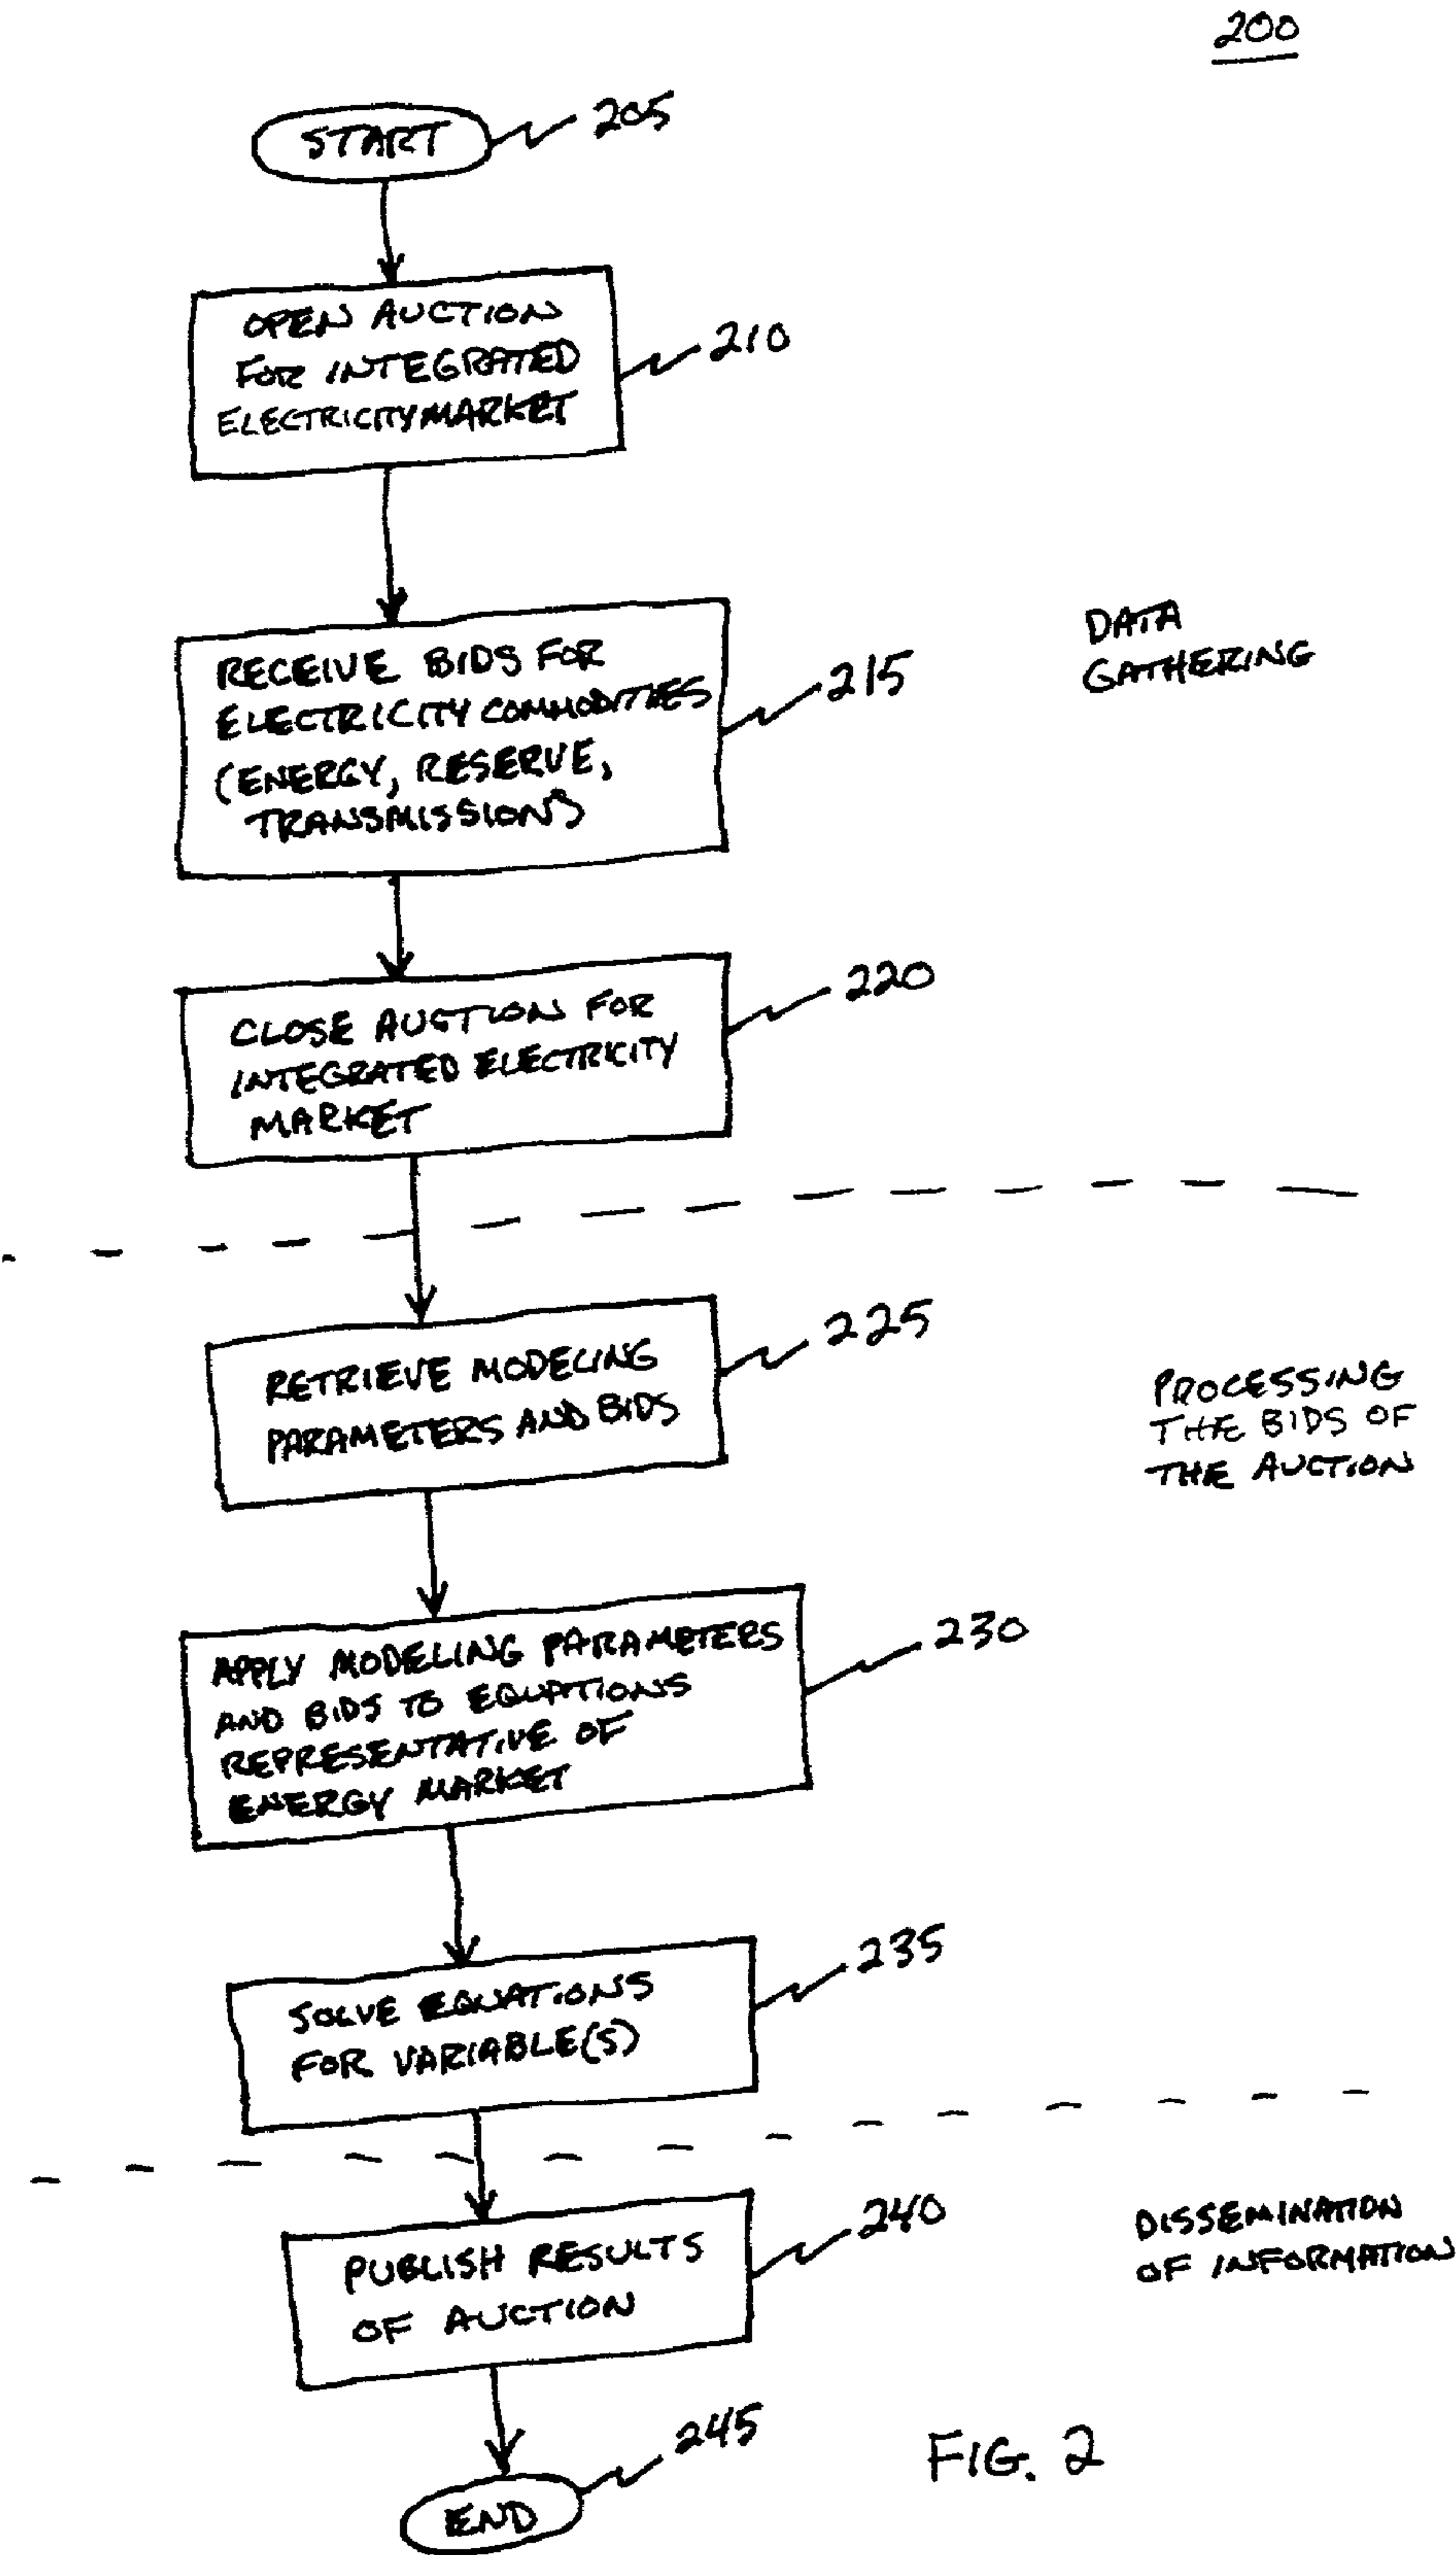 200
START
205
OPEN AUCTION
FOR INTEGRATED
ELECTRICITY MARKET
210
RECEIVE BIDS FOR
ELECTRICITY COMMODITIES
(ENERGY, RESERVE,
TRANSMISSION)
215
DATA
GATHERING
CLOSE AUCTION FOR
INTEGRATED ELECTRICITY
MARKET
220
RETRIEVE MODELING
PARAMETERS AND BIDS
225
PROCESSING
THE BIDS OF
THE AUCTION
APPLY MODELING PARAMETERS
AND BIDS TO EQUATIONS
REPRESENTATIVE OF
ENERGY MARKET
230
SOLVE EQUATIONS
FOR VARIABLE(S)
235
PUBLISH RESULTS
OF AUCTION
240
DISSEMINATION
OF INFORMATION
END
245
FIG. 2